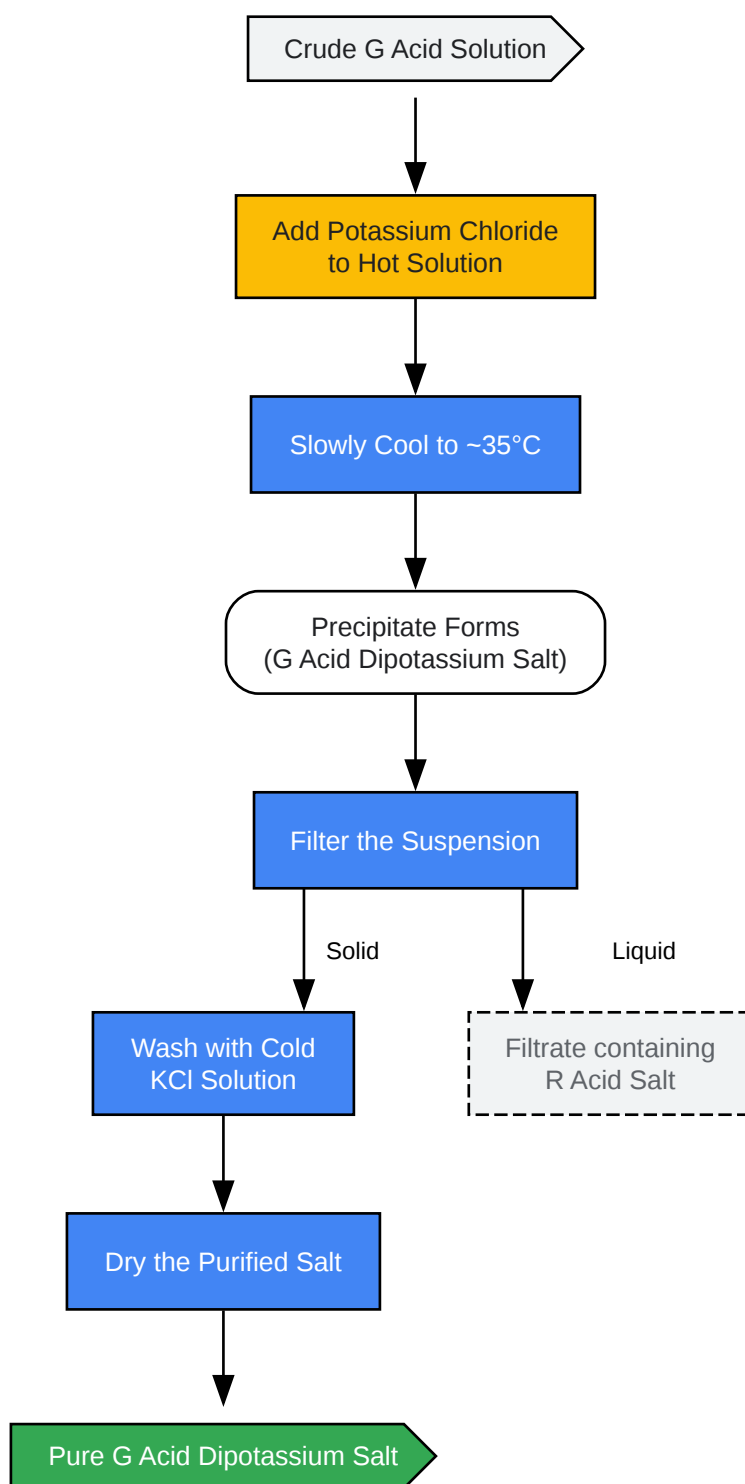 Crude G Acid Solution
Add Potassium Chloride
to Hot Solution
Slowly Cool to ~35°C
Precipitate Forms
(G Acid Dipotassium Salt)
Filter the Suspension
Solid
Liquid
Wash with Cold
KCl Solution
Filtrate containing
R Acid Salt
Dry the Purified Salt
Pure G Acid Dipotassium Salt